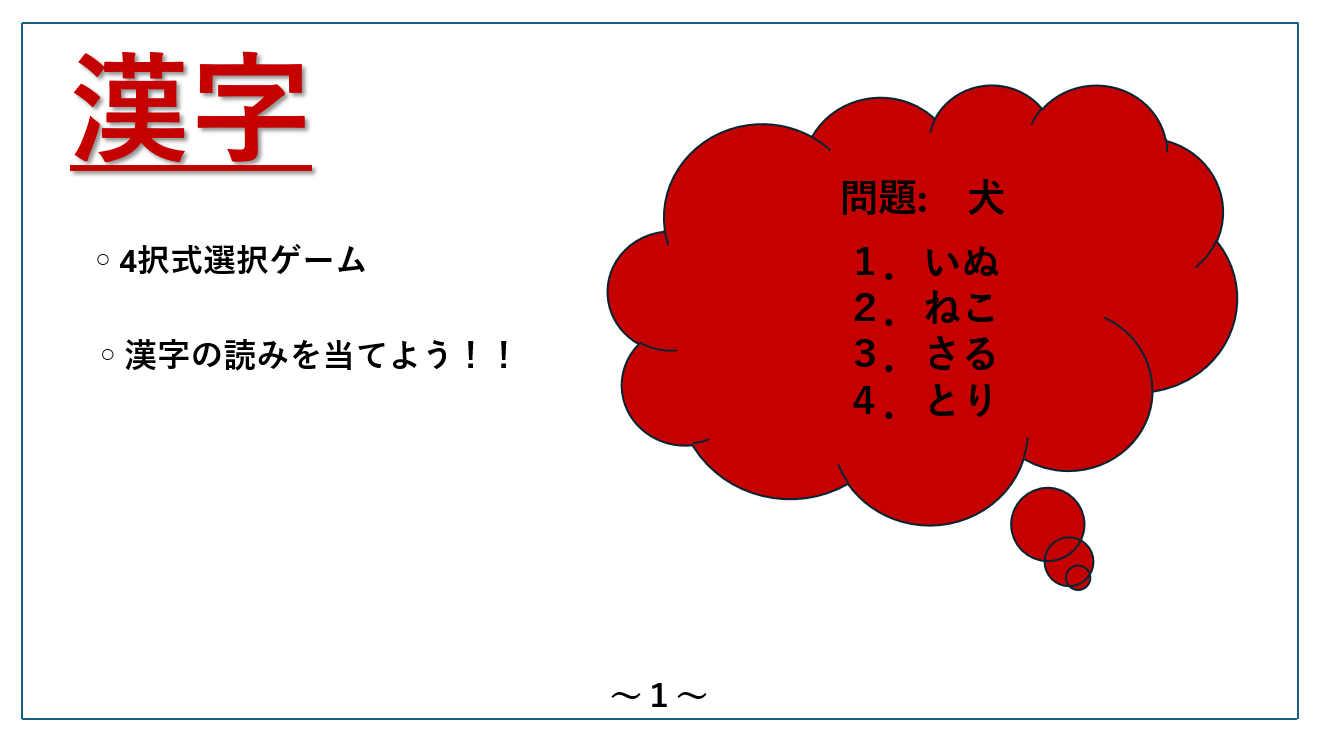 漢字
○ 4択式選択ゲーム
○ 漢字の読みを当てよう！！
問題:　犬
１．いぬ
２．ねこ
３．さる
４．とり
～１～